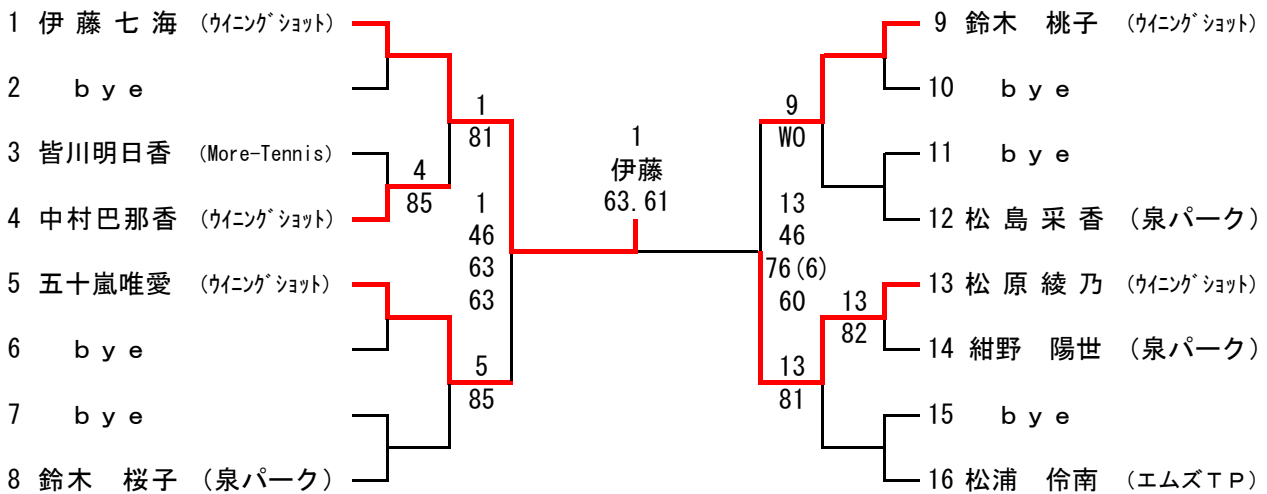 1 伊 藤 七 海 (ｳｲﾆﾝｸﾞｼｮｯﾄ)
2 ｂｙｅ
3 皆川明日香 (More-Tennis)
4 中村巴那香 (ｳｲﾆﾝｸﾞｼｮｯﾄ)
5 五十嵐唯愛 (ｳｲﾆﾝｸﾞｼｮｯﾄ)
6 ｂｙｅ
7 ｂｙｅ
8 鈴木 桜子 (泉パーク)
4
85
1
81
5
85
1
46
63
63
1
伊藤
63.61
9
WO
13
46
76(6)
60
13
81
13
82
9 鈴木 桃子 (ｳｲﾆﾝｸﾞｼｮｯﾄ)
10 ｂｙｅ
11 ｂｙｅ
12 松 島 采 香 (泉パーク)
13 松 原 綾 乃 (ｳｲﾆﾝｸﾞｼｮｯﾄ)
14 紺野 陽世 (泉パーク)
15 ｂｙｅ
16 松浦 伶南 (エムズＴＰ)